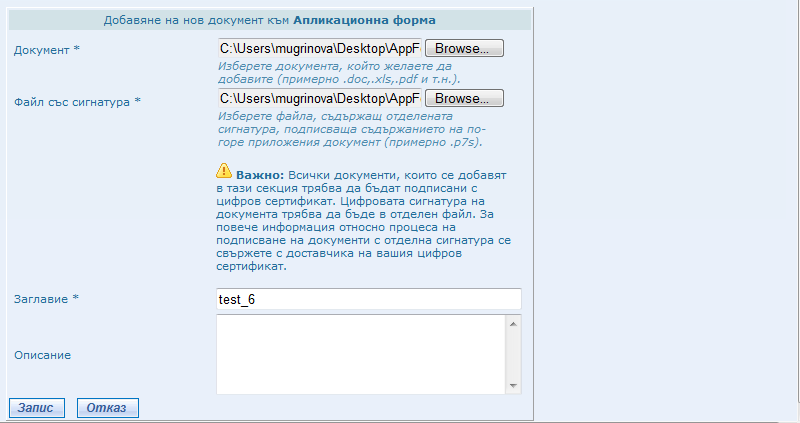 Добавяне на нов документ към Апликационна форма
Документ *
C:\Users\mugrinova\Desktop\AppF
Browse...
Изберете документа, който желаете да
добавите (примерно .doc,.xls,.pdf и т.н.).
Файл със сигнатура *
C:\Users\mugrinova\Desktop\AppF
Browse...
Изберете файла, съдържащ отделената
сигнатура, подписваща съдържанието на по-
горе приложения документ (примерно .p7s).
Важно: Всички документи, които се добавят
в тази секция трябва да бъдат подписани с
цифров сертификат. Цифровата сигнатура на
документа трябва да бъде в отделен файл. За
повече информация относно процеса на
подписване на документи с отделна сигнатура се
свържете с доставчика на вашия цифров
сертификат.
Заглавие *
test_6
Описание
Запис
Отказ